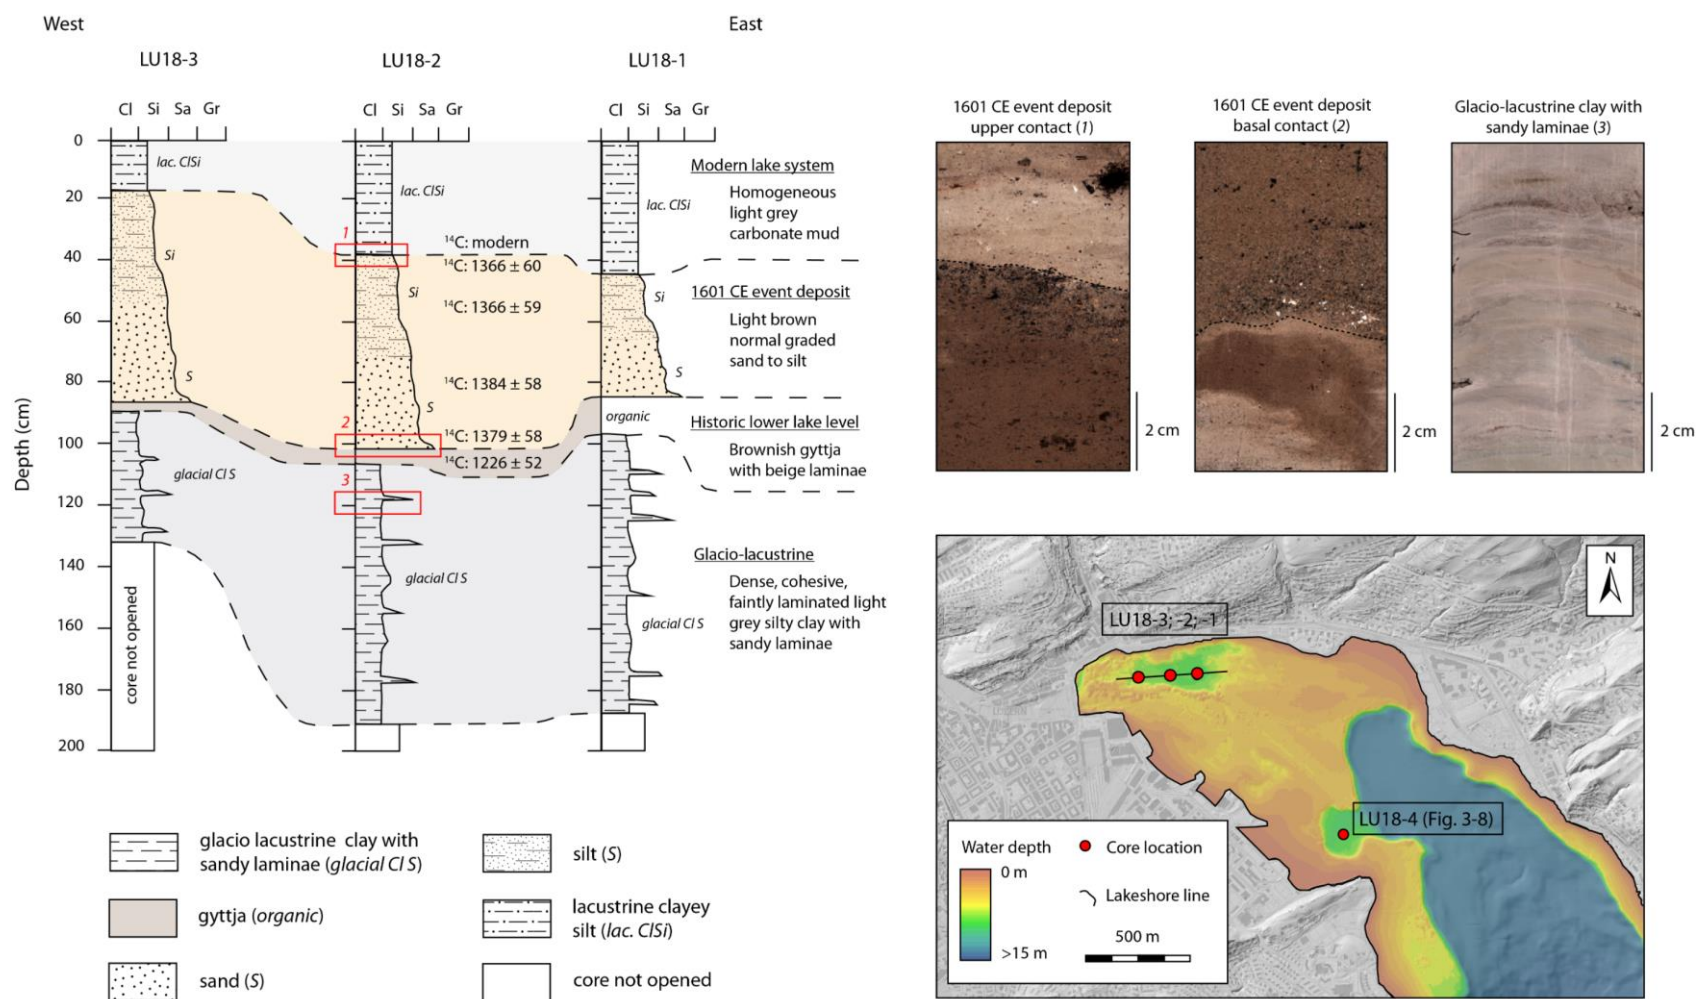 West
East
LU18-3
LU18-2
LU18-1
Cl Si Sa Gr
Cl Si Sa Gr
Cl Si Sa Gr
Depth (cm)
0
20
40
60
80
100
120
140
160
180
200
lac. ClSi
Si
S
glacial Cl S
core not opened
lac. ClSi
1
Si
S
2
3
glacial Cl S
14C: modern
14C: 1366 ± 60
14C: 1366 ± 59
14C: 1384 ± 58
14C: 1379 ± 58
14C: 1226 ± 52
lac. ClSi
Si
S
organic
glacial Cl S
Modern lake system
Homogeneous
light grey
carbonate mud
1601 CE event deposit
Light brown
normal graded
sand to silt
Historic lower lake level
Brownish gyttja
with beige laminae
Glacio-lacustrine
Dense, cohesive,
faintly laminated light
grey silty clay with
sandy laminae
glacio lacustrine clay with
sandy laminae (glacial Cl S)
gyttja (organic)
sand (S)
silt (S)
lacustrine clayey
silt (lac. ClSi)
core not opened
1601 CE event deposit
upper contact (1)
2 cm
1601 CE event deposit
basal contact (2)
2 cm
Glacio-lacustrine clay with
sandy laminae (3)
2 cm
N
LU18-3; -2; -1
LU18-4 (Fig. 3-8)
Water depth
0 m
>15 m
Core location
Lakeshore line
500 m